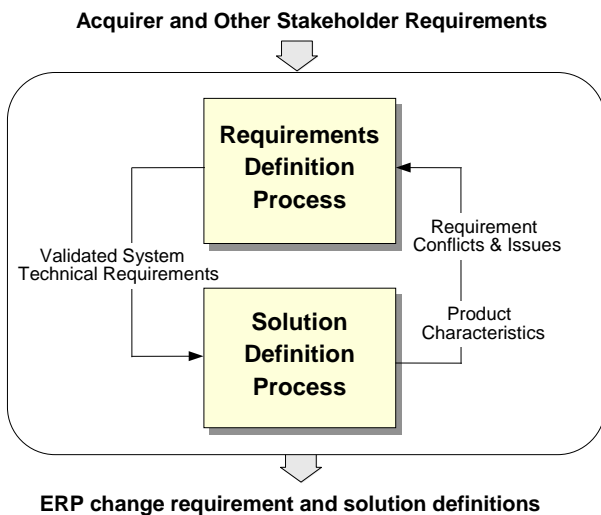 Acquirer and Other Stakeholder Requirements
Requirements
Definition
Process
Requirement
Conflicts & Issues
Validated System
Technical Requirements
Product
Characteristics
Solution
Definition
Process
ERP change requirement and solution definitions